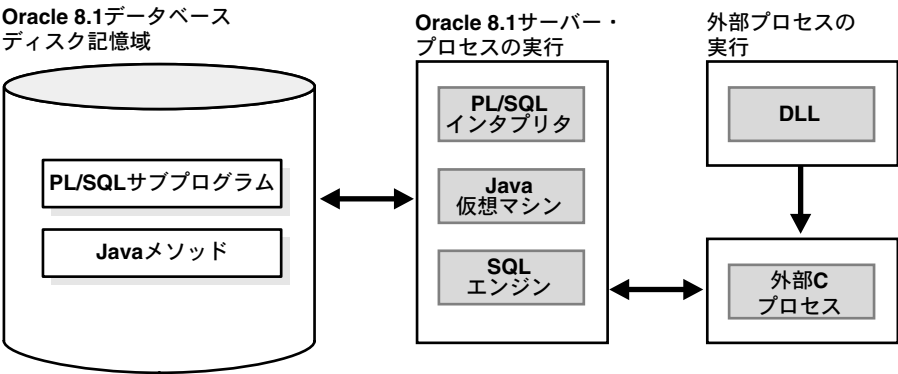 Oracle 8.1データベース
ディスク記憶域
PL/SQLサブプログラム
Javaメソッド
Oracle 8.1サーバー・
プロセスの実行
PL/SQL
インタプリタ
Java
仮想マシン
SQL
エンジン
外部プロセスの
実行
DLL
外部C
プロセス